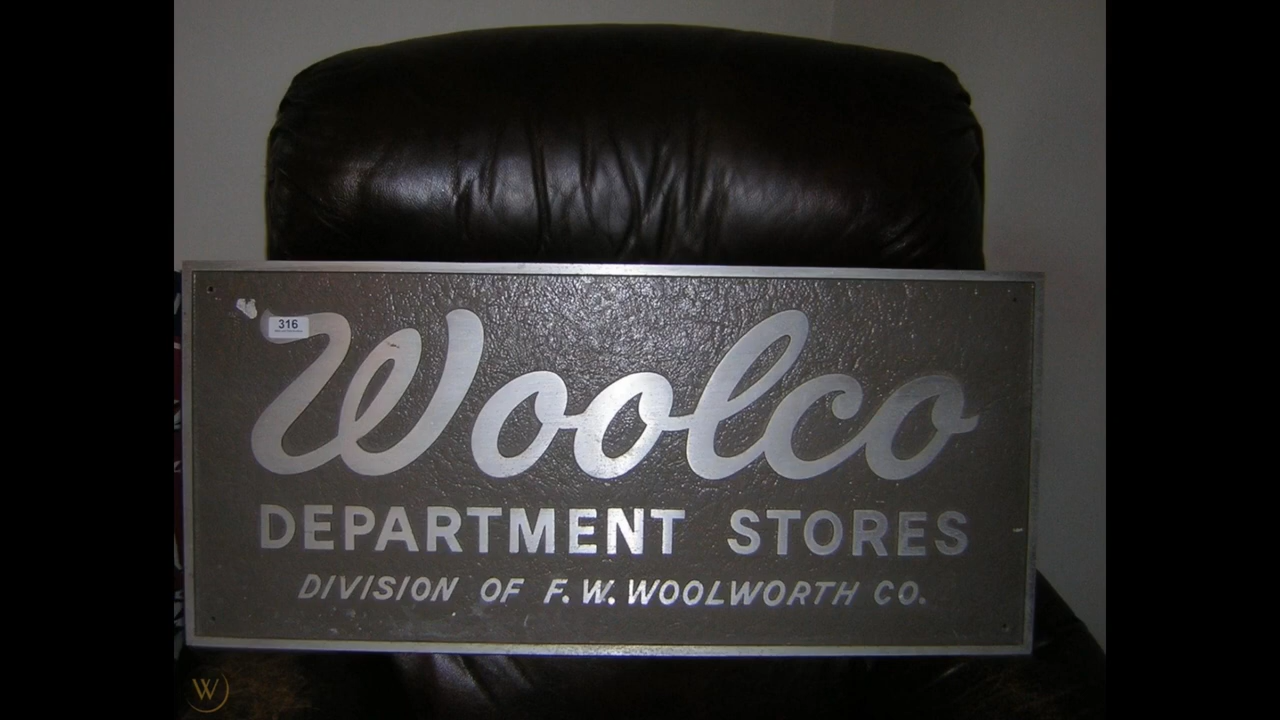 316
Woolco
DEPARTMENT STORES
DIVISION OF F. W. WOOLWORTH CO.
W